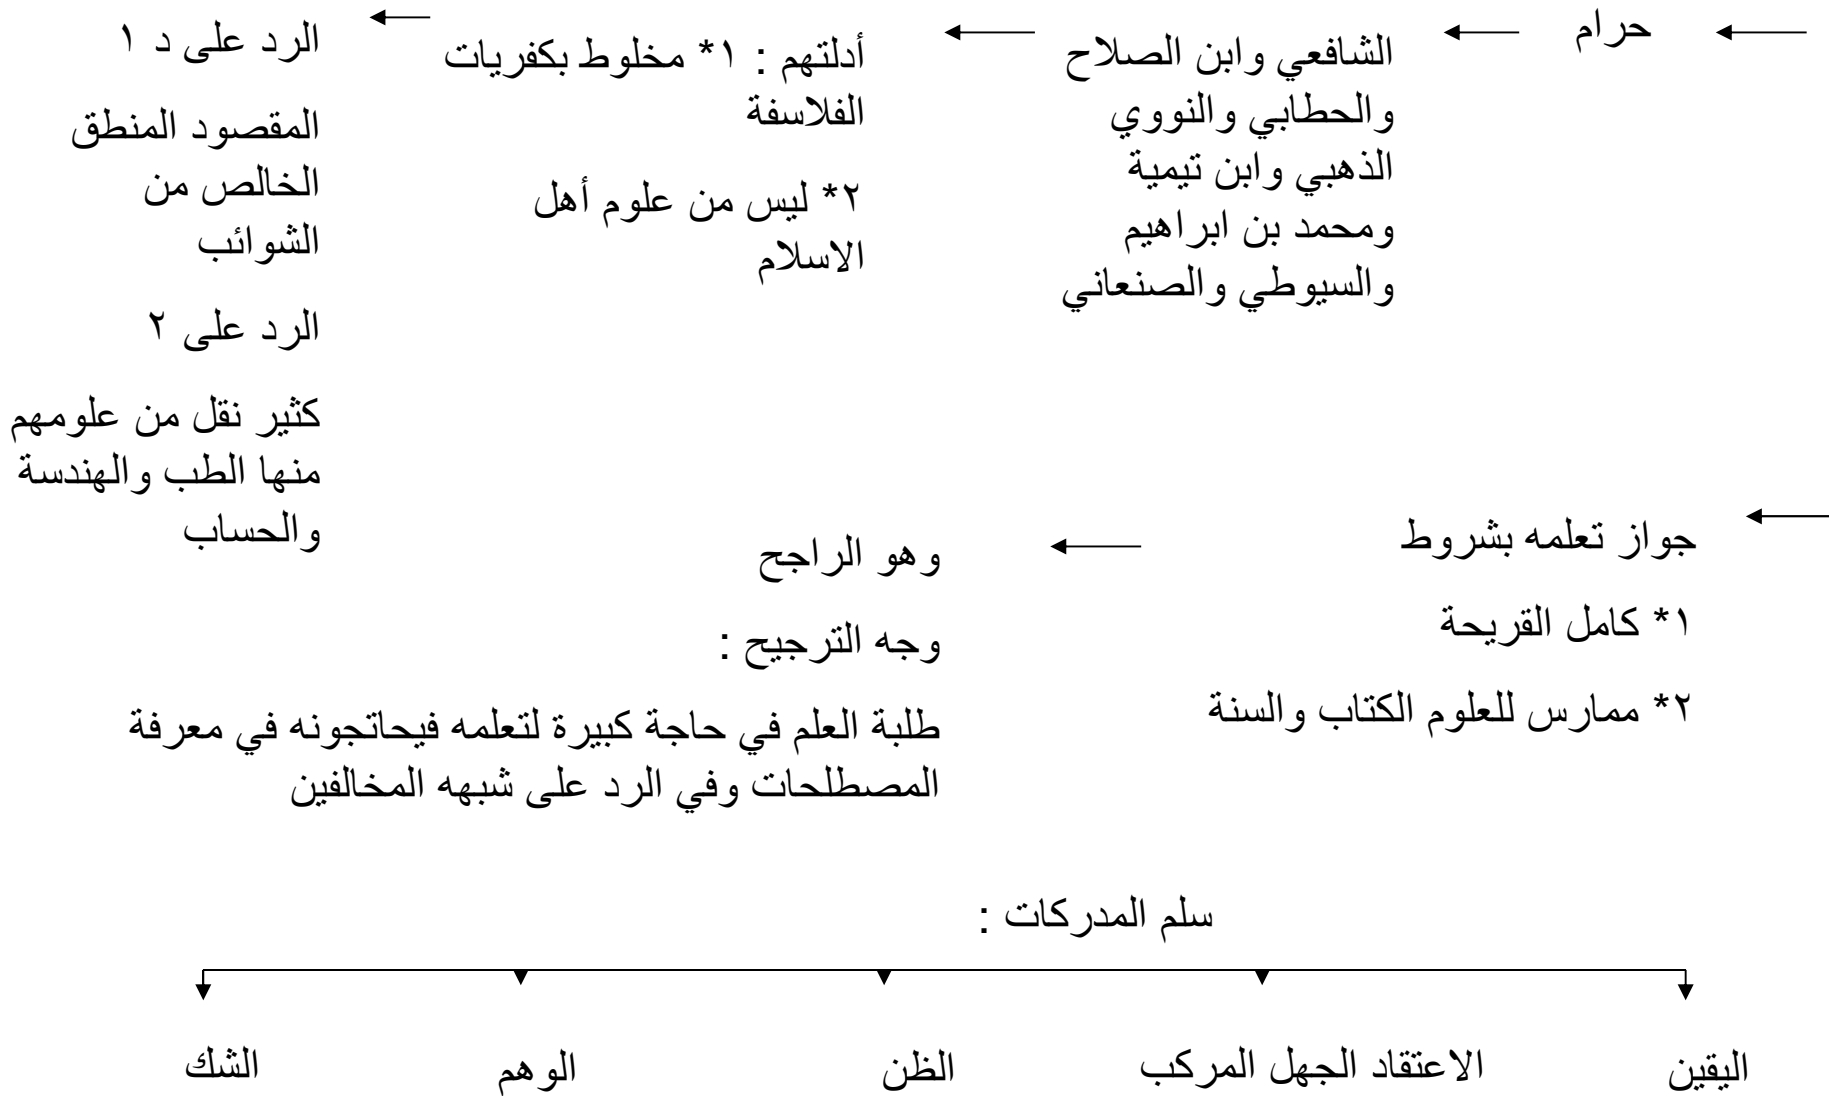 حرام
الشافعي وابن الصلاح
والحطابي والنووي
الذهبي وابن تيمية
ومحمد بن ابراهيم
والسيوطي والصنعاني
أدلتهم : ١* مخلوط بكفريات
الفلاسفة
٢* ليس من علوم أهل
الاسلام
الرد على د ١
المقصود المنطق
الخالص من
الشوائب
الرد على ٢
كثير نقل من علومهم
منها الطب والهندسة
والحساب
جواز تعلمه بشروط
١* كامل القريحة
٢* ممارس للعلوم الكتاب والسنة
وهو الراجح
وجه الترجيح :
طلبة العلم في حاجة كبيرة لتعلمه فيحاتجونه في معرفة
المصطلحات وفي الرد على شبهه المخالفين
سلم المدركات :
اليقين
الاعتقاد الجهل المركب
الظن
الوهم
الشك